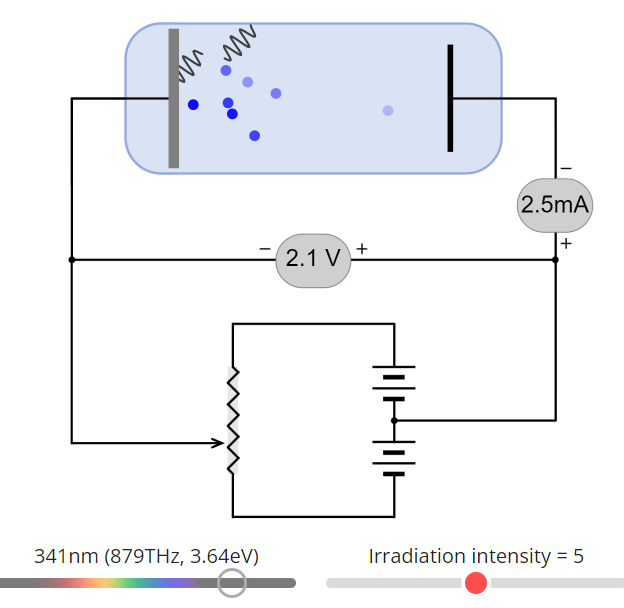 −
2.5mA
+
− 2.1 V +
341nm (879THz, 3.64eV)
Irradiation intensity = 5